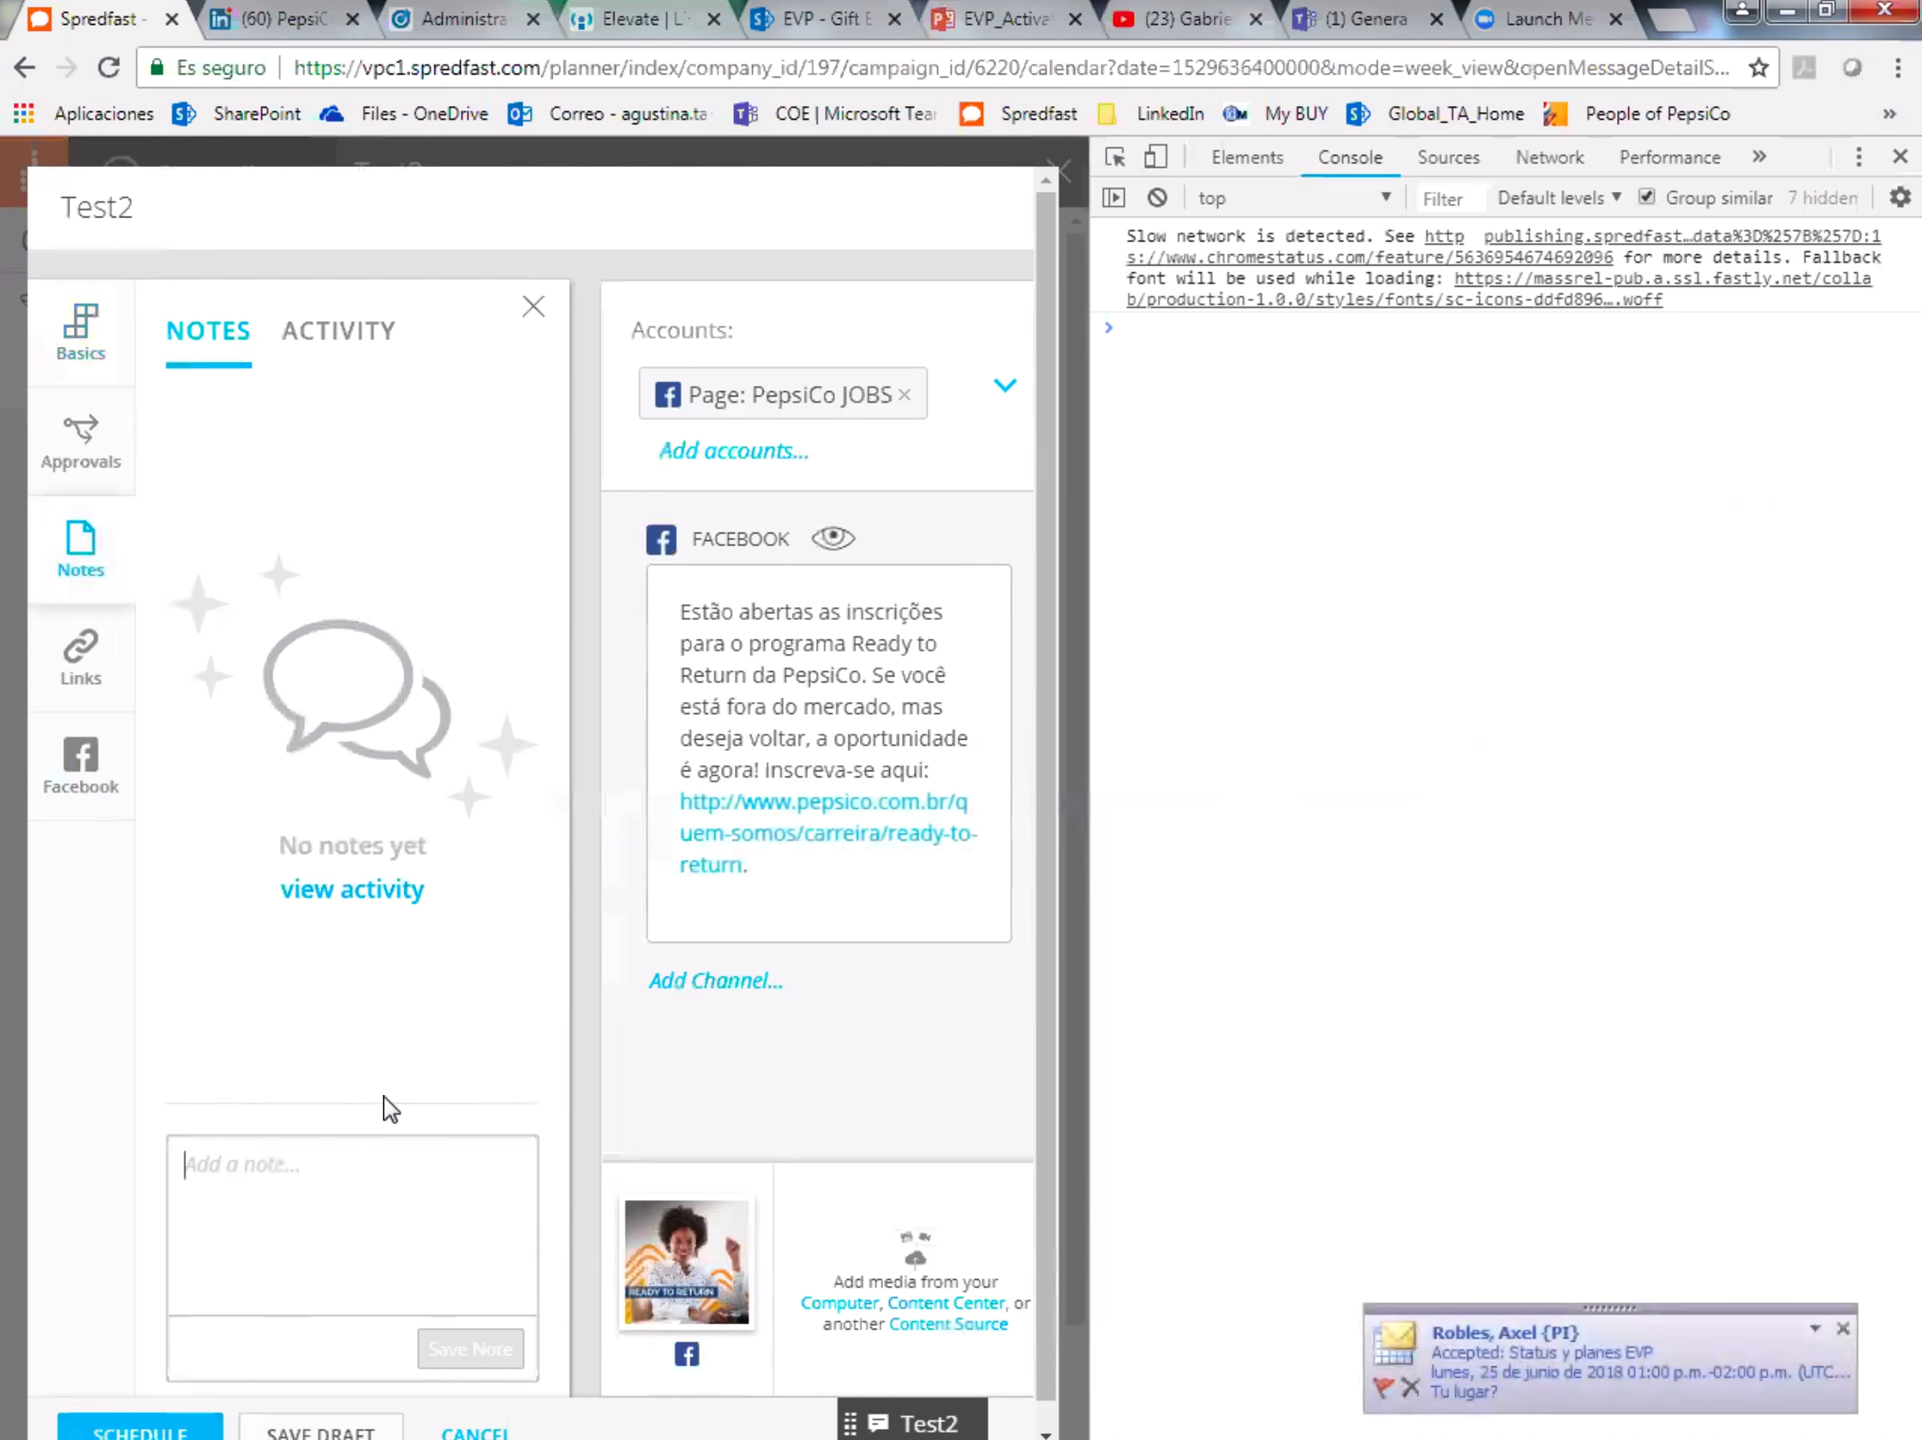 Spredfast -
(60) PepsiC
Administra
Elevate | L
EVP - Gift E
EVP_Activa
(23) Gabrie
(1) Genera
Launch Me
Es seguro
https://vpc1.spredfast.com/planner/index/company_id/197/campaign_id/6220/calendar?date=1529636400000&mode=week_view&openMessageDetailS...
Aplicaciones
SharePoint
Files - OneDrive
Correo - agustina.ta
COE | Microsoft Tea
Spredfast
LinkedIn
My BUY
Global_TA_Home
People of PepsiCo
»
Test2
Basics
Approvals
Notes
Links
Facebook
NOTES
ACTIVITY
No notes yet
view activity
Add a note...
Save Note
SCHEDULE
SAVE DRAFT
CANCEL
Accounts:
Page: PepsiCo JOBS ×
Add accounts...
FACEBOOK
Estão abertas as inscrições
para o programa Ready to
Return da PepsiCo. Se você
está fora do mercado, mas
deseja voltar, a oportunidade
é agora! Inscreva-se aqui:
http://www.pepsico.com.br/q
uem-somos/carreira/ready-to-
return.
Add Channel...
READY TO RETURN
Add media from your
Computer, Content Center, or
another Content Source
Test2
Elements
Console
Sources
Network
Performance
»
top
Filter
Default levels
Group similar
7 hidden
Slow network is detected. See http publishing.spredfast…data%3D%257B%257D:1
s://www.chromestatus.com/feature/5636954674692096 for more details. Fallback
font will be used while loading: https://massrel-pub.a.ssl.fastly.net/colla
b/production-1.0.0/styles/fonts/sc-icons-ddfd896….woff
Robles, Axel {PI}
Accepted: Status y planes EVP
lunes, 25 de junio de 2018 01:00 p.m.-02:00 p.m. (UTC...
Tu lugar?